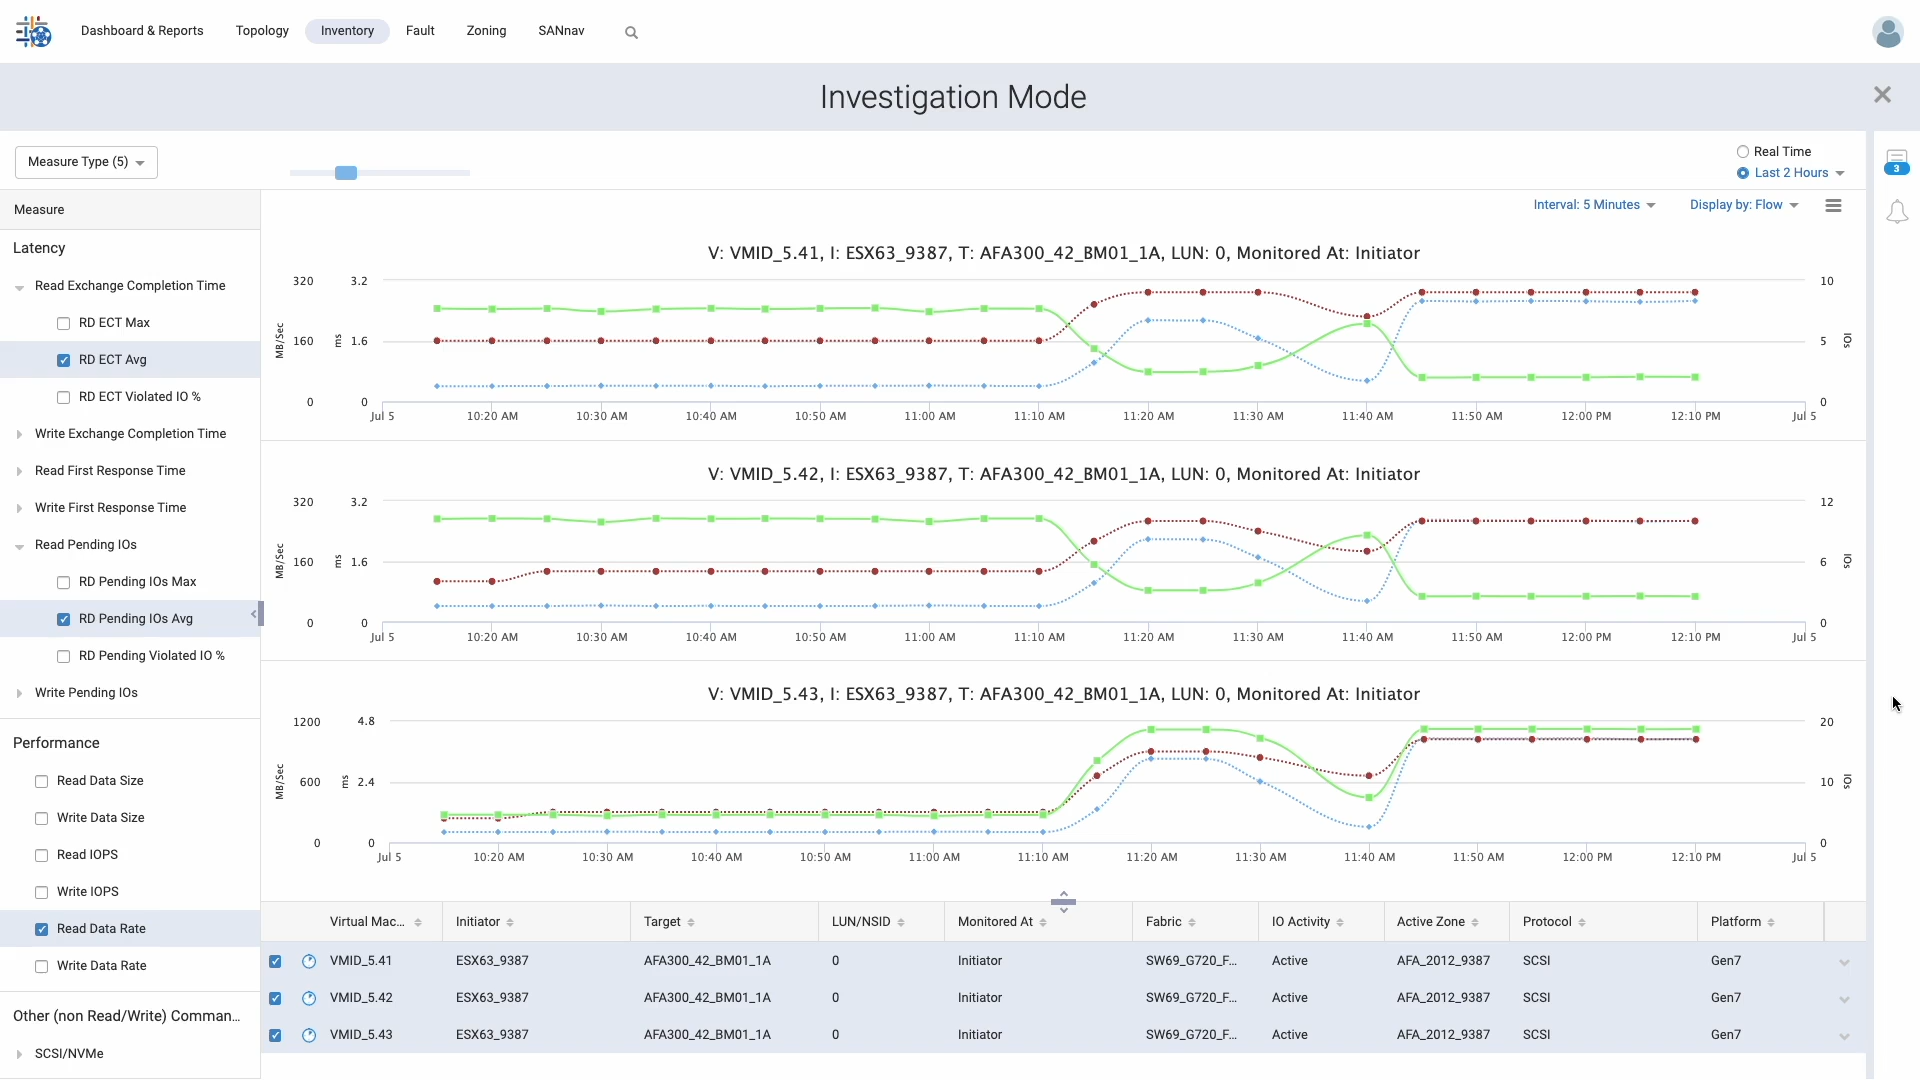 Dashboard & Reports Topology Inventory Fault Zoning SANnav
Investigation Mode
Measure Type (5)
Real Time
Last 2 Hours
3
Interval: 5 Minutes Display by: Flow
Measure
Latency
Read Exchange Completion Time
RD ECT Max
RD ECT Avg
RD ECT Violated IO %
Write Exchange Completion Time
Read First Response Time
Write First Response Time
Read Pending IOs
RD Pending IOs Max
RD Pending IOs Avg
RD Pending Violated IO %
Write Pending IOs
Performance
Read Data Size
Write Data Size
Read IOPS
Write IOPS
Read Data Rate
Write Data Rate
Other (non Read/Write) Comman...
SCSI/NVMe
V: VMID_5.41, I: ESX63_9387, T: AFA300_42_BM01_1A, LUN: 0, Monitored At: Initiator
320 3.2 10
MB/Sec ms IOs
160 1.6 5
0 0 0
Jul 5 10:20 AM 10:30 AM 10:40 AM 10:50 AM 11:00 AM 11:10 AM 11:20 AM 11:30 AM 11:40 AM 11:50 AM 12:00 PM 12:10 PM Jul 5
V: VMID_5.42, I: ESX63_9387, T: AFA300_42_BM01_1A, LUN: 0, Monitored At: Initiator
320 3.2 12
MB/Sec ms IOs
160 1.6 6
0 0 0
Jul 5 10:20 AM 10:30 AM 10:40 AM 10:50 AM 11:00 AM 11:10 AM 11:20 AM 11:30 AM 11:40 AM 11:50 AM 12:00 PM 12:10 PM Jul 5
V: VMID_5.43, I: ESX63_9387, T: AFA300_42_BM01_1A, LUN: 0, Monitored At: Initiator
1200 4.8 20
MB/Sec ms IOs
600 2.4 10
0 0 0
Jul 5 10:20 AM 10:30 AM 10:40 AM 10:50 AM 11:00 AM 11:10 AM 11:20 AM 11:30 AM 11:40 AM 11:50 AM 12:00 PM 12:10 PM Jul 5
Virtual Mac... Initiator Target LUN/NSID Monitored At Fabric IO Activity Active Zone Protocol Platform
VMID_5.41 ESX63_9387 AFA300_42_BM01_1A 0 Initiator SW69_G720_F... Active AFA_2012_9387 SCSI Gen7
VMID_5.42 ESX63_9387 AFA300_42_BM01_1A 0 Initiator SW69_G720_F... Active AFA_2012_9387 SCSI Gen7
VMID_5.43 ESX63_9387 AFA300_42_BM01_1A 0 Initiator SW69_G720_F... Active AFA_2012_9387 SCSI Gen7